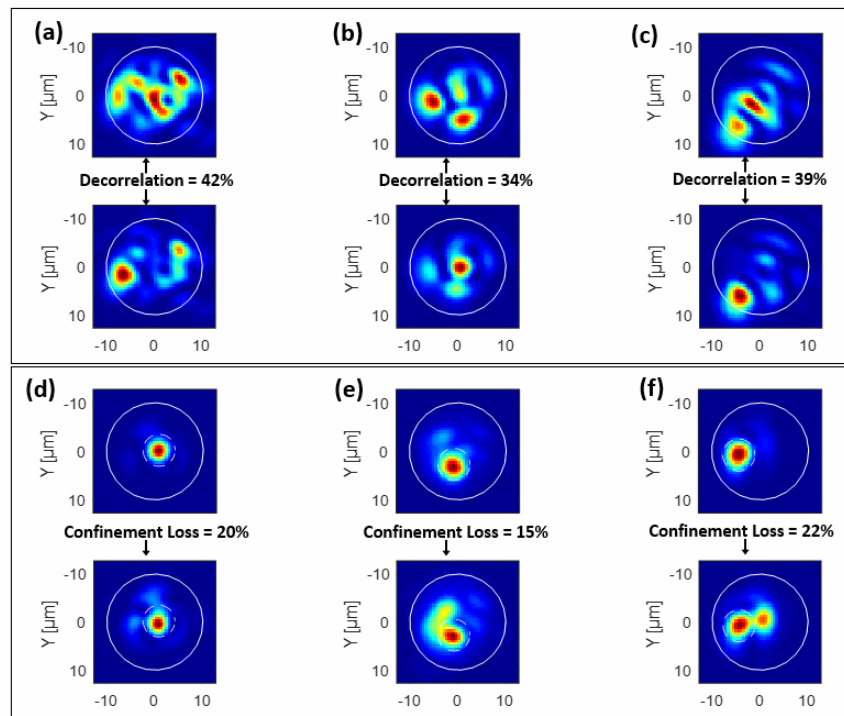 (a) (b) (c)
-10 -10 -10
Y [µm] Y [µm] Y [µm]
0 0 0
10 10 10
Decorrelation = 42% Decorrelation = 34% Decorrelation = 39%
-10 -10 -10
Y [µm] Y [µm] Y [µm]
0 0 0
10 10 10
-10 0 10 -10 0 10 -10 0 10
(d) (e) (f)
-10 -10 -10
Y [µm] Y [µm] Y [µm]
0 0 0
10 10 10
Confinement Loss = 20% Confinement Loss = 15% Confinement Loss = 22%
-10 -10 -10
Y [µm] Y [µm] Y [µm]
0 0 0
10 10 10
-10 0 10 -10 0 10 -10 0 10